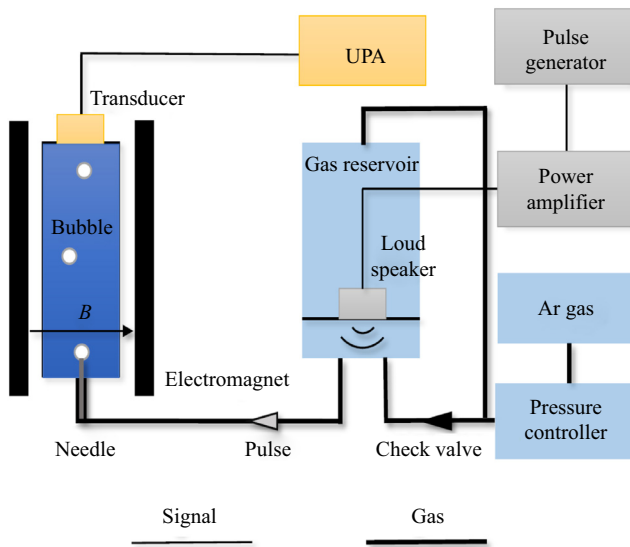 UPA
Pulse
generator
Transducer
Gas reservoir
Power
amplifier
Bubble
Loud
speaker
B
Ar gas
Electromagnet
Pressure
controller
Needle
Pulse
Check valve
Signal
Gas